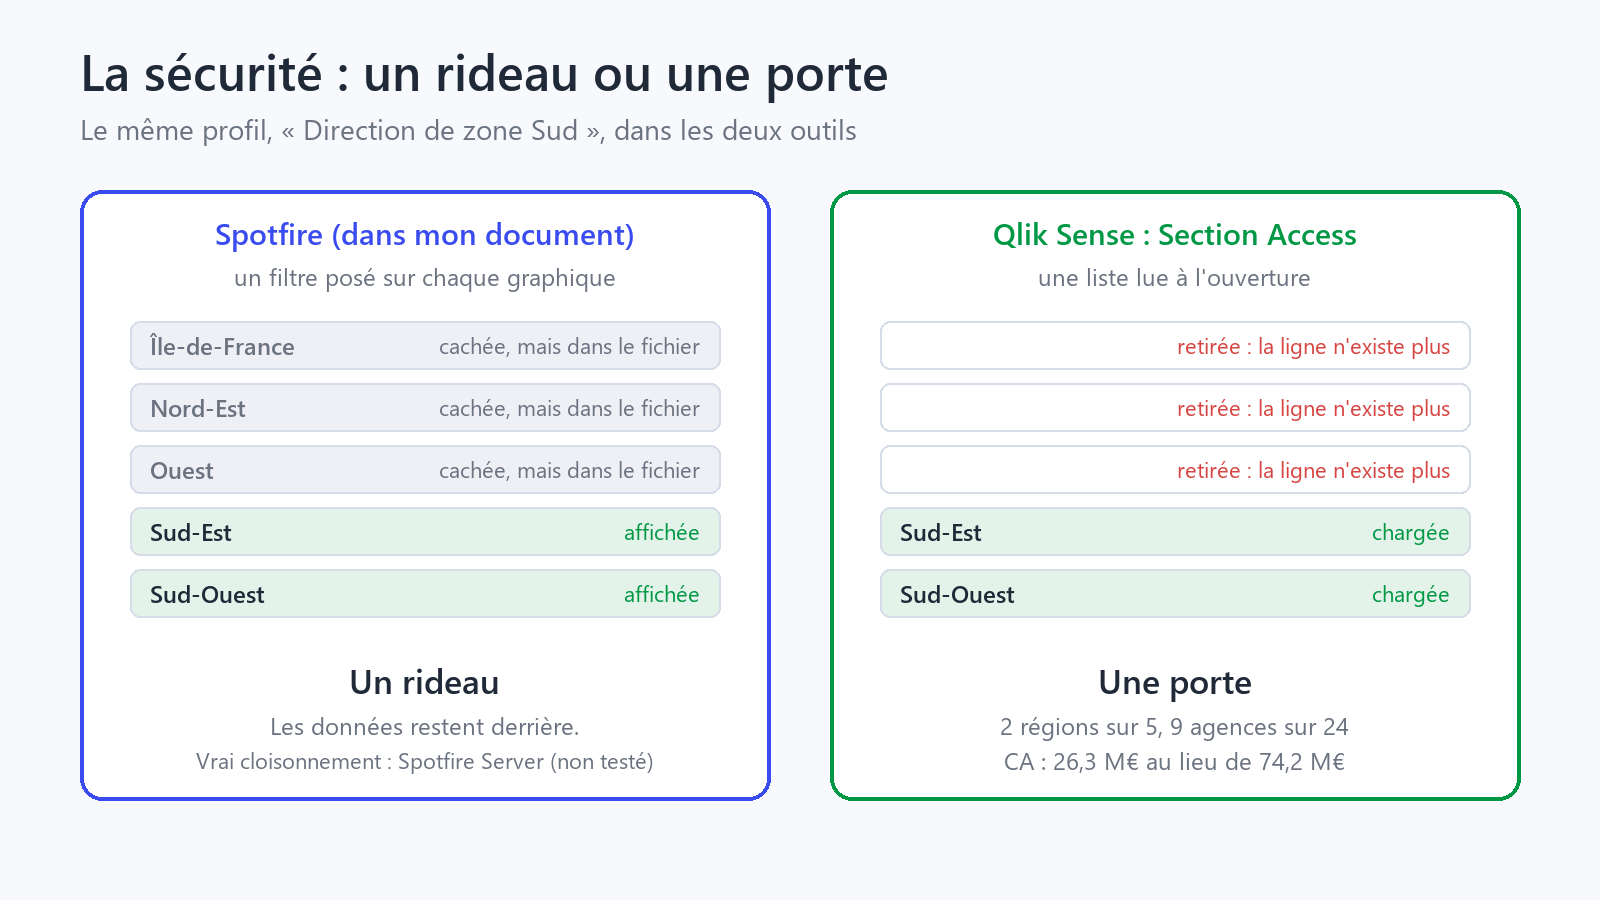 La sécurité : un rideau ou une porte
Le même profil, « Direction de zone Sud », dans les deux outils
Spotfire (dans mon document)
un filtre posé sur chaque graphique
Île-de-France cachée, mais dans le fichier
Nord-Est cachée, mais dans le fichier
Ouest cachée, mais dans le fichier
Sud-Est affichée
Sud-Ouest affichée
Un rideau
Les données restent derrière.
Vrai cloisonnement : Spotfire Server (non testé)
Qlik Sense : Section Access
une liste lue à l'ouverture
retirée : la ligne n'existe plus
retirée : la ligne n'existe plus
retirée : la ligne n'existe plus
Sud-Est chargée
Sud-Ouest chargée
Une porte
2 régions sur 5, 9 agences sur 24
CA : 26,3 M€ au lieu de 74,2 M€